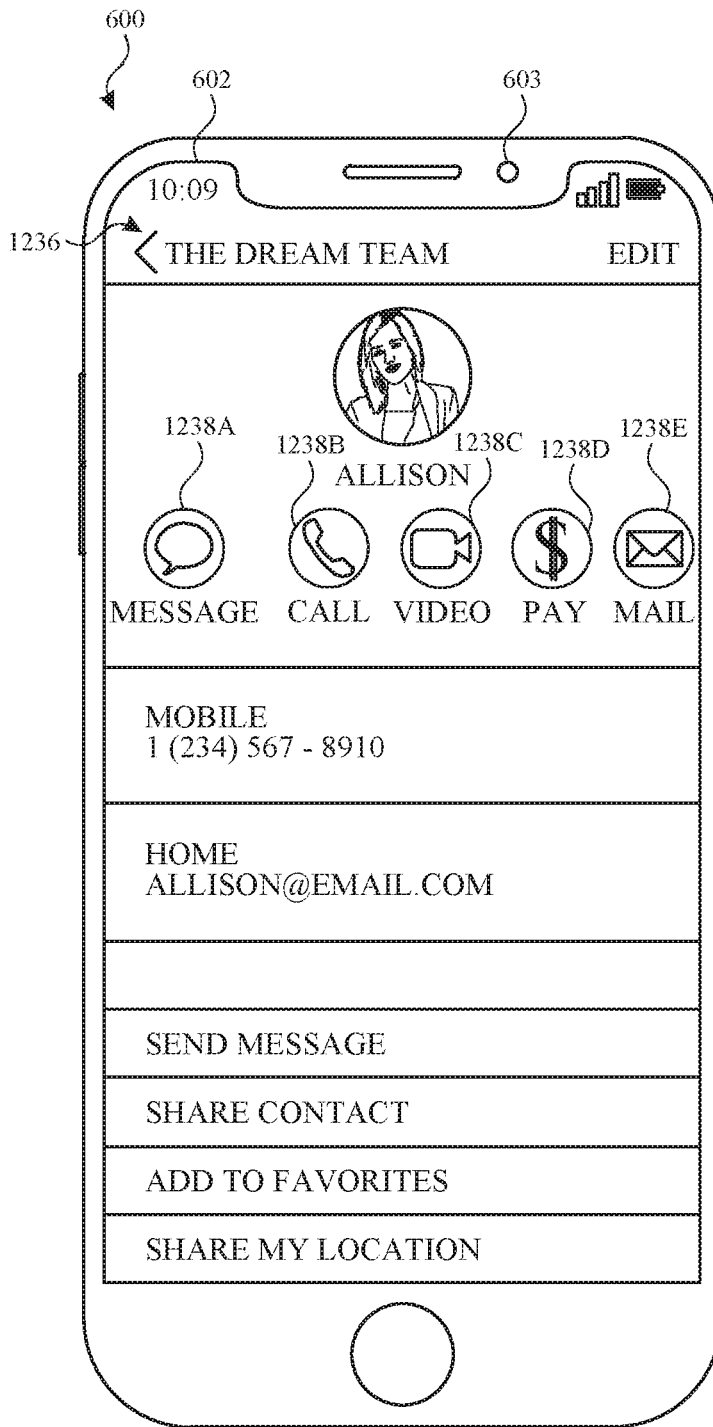 600
602
603
10:09
1236
THE DREAM TEAM EDIT
1238A
1238B
1238C
1238D
1238E
ALLISON
$
MESSAGE CALL VIDEO PAY MAIL
MOBILE
1 (234) 567 - 8910
HOME
ALLISON@EMAIL.COM
SEND MESSAGE
SHARE CONTACT
ADD TO FAVORITES
SHARE MY LOCATION